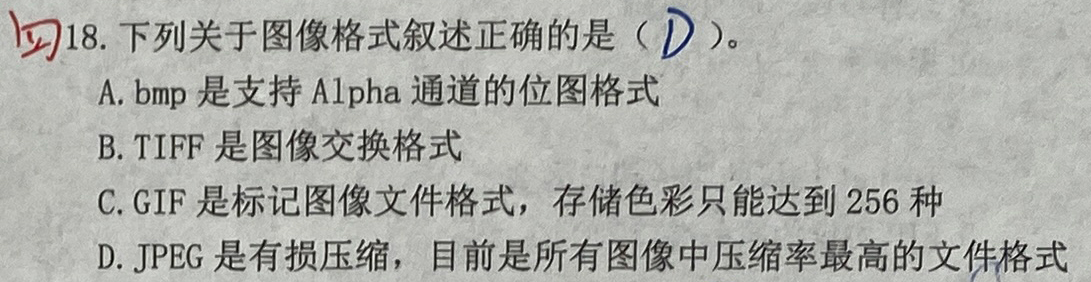 18. 下列关于图像格式叙述正确的是（ D ）。
A. bmp 是支持 Alpha 通道的位图格式
B. TIFF 是图像交换格式
C. GIF 是标记图像文件格式，存储色彩只能达到 256 种
D. JPEG 是有损压缩，目前是所有图像中压缩率最高的文件格式